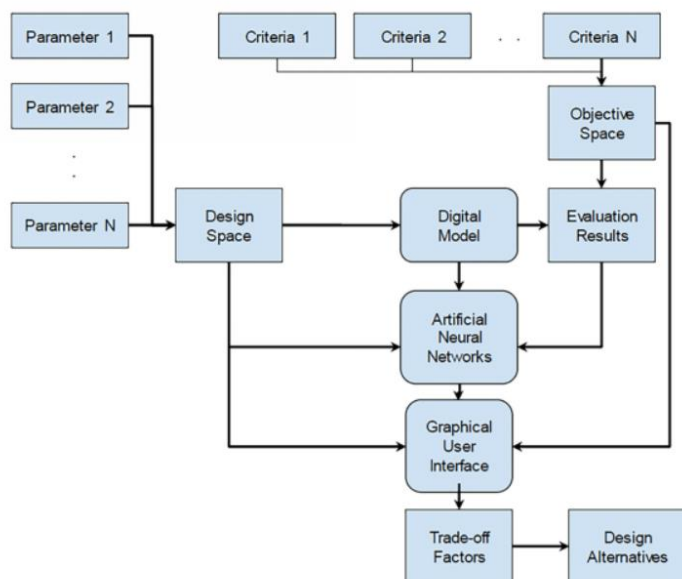 Parameter 1
Criteria 1
Criteria 2
. .
Criteria N
Parameter 2
Objective
Space
.
.
Parameter N
Design
Space
Digital
Model
Evaluation
Results
Artificial
Neural
Networks
Graphical
User
Interface
Trade-off
Factors
Design
Alternatives